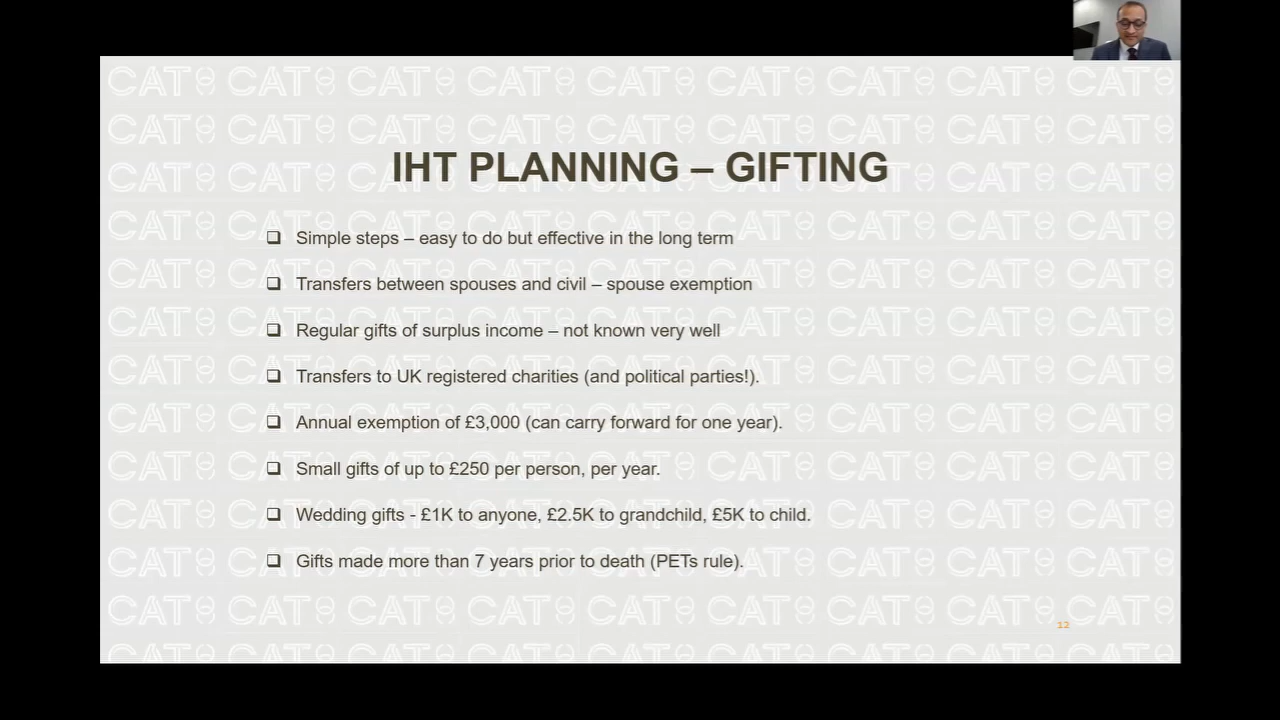 IHT PLANNING – GIFTING
Simple steps – easy to do but effective in the long term
Transfers between spouses and civil – spouse exemption
Regular gifts of surplus income – not known very well
Transfers to UK registered charities (and political parties!).
Annual exemption of £3,000 (can carry forward for one year).
Small gifts of up to £250 per person, per year.
Wedding gifts - £1K to anyone, £2.5K to grandchild, £5K to child.
Gifts made more than 7 years prior to death (PETs rule).
12